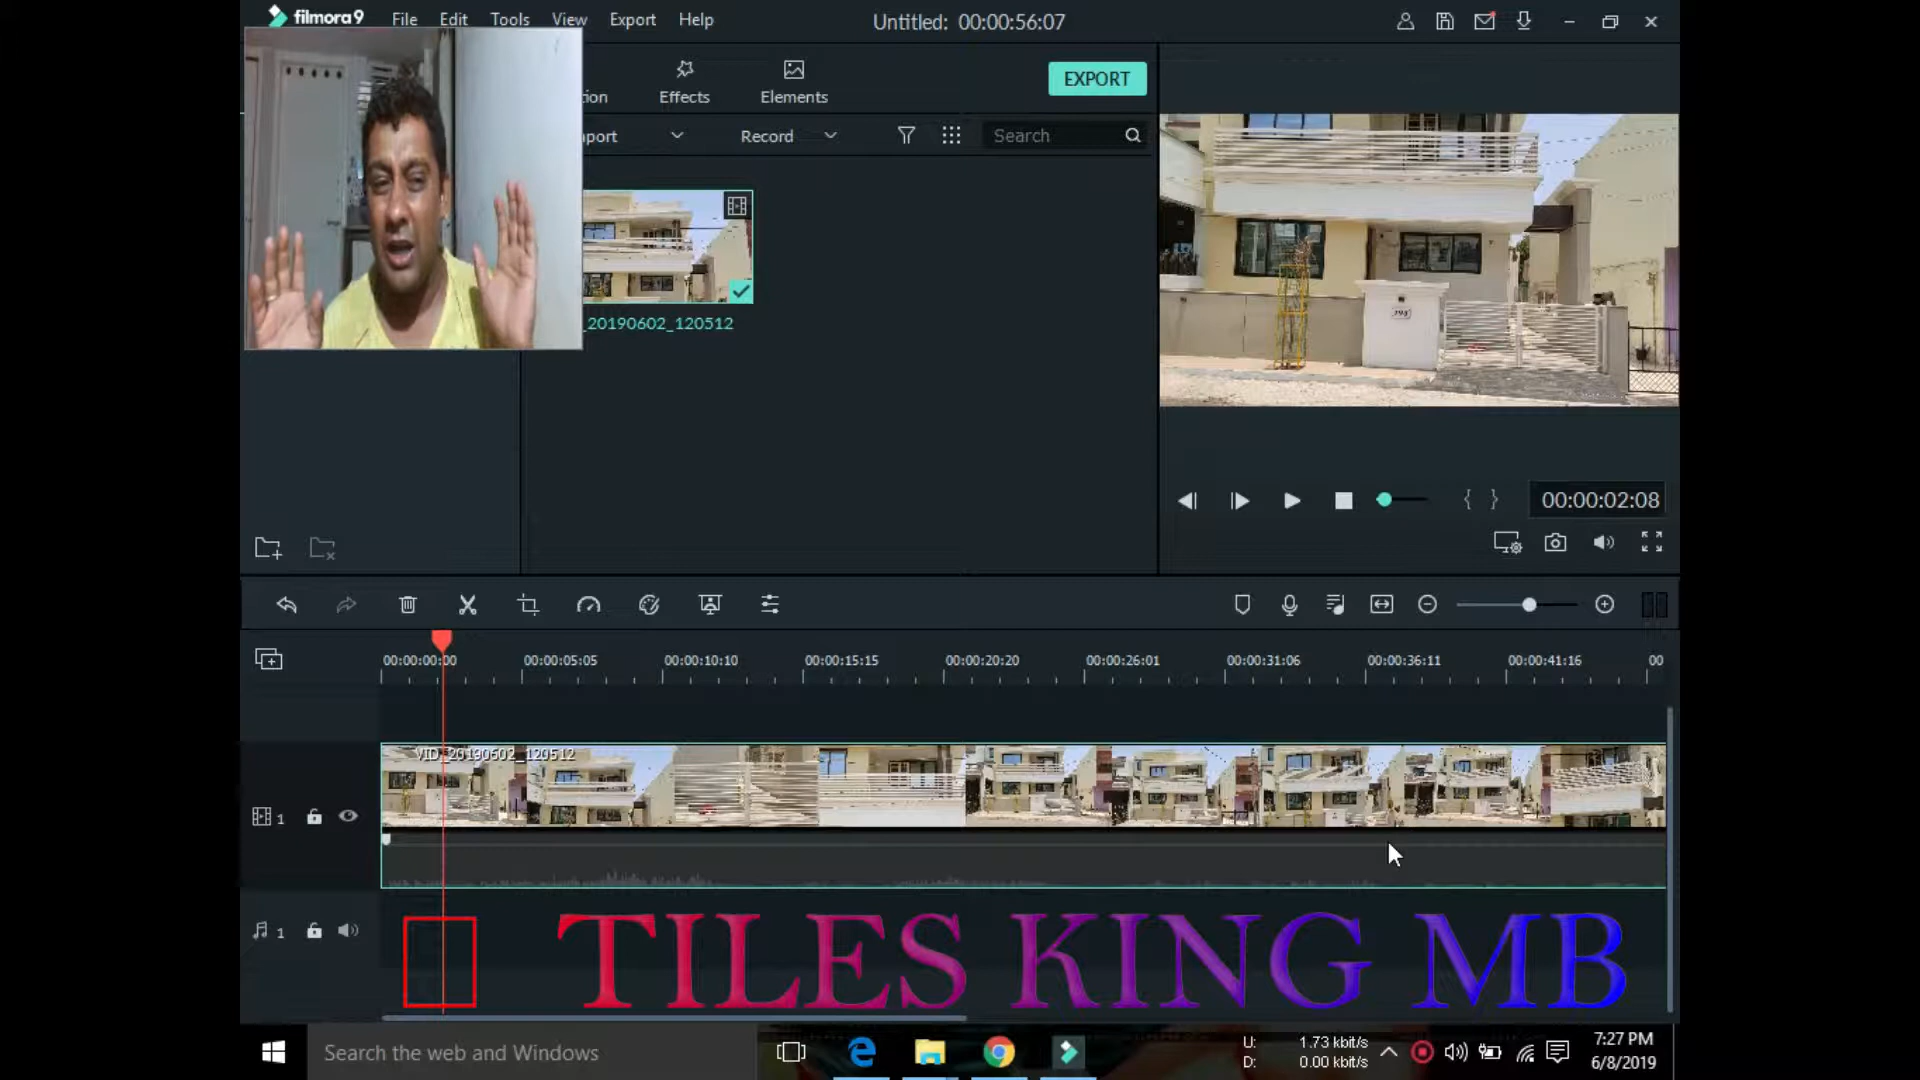 filmora9 File Edit Tools View Export Help Untitled: 00:00:56:07
tion Effects Elements EXPORT
port Record Search
_20190602_120512
398
{ } 00:00:02:08
00:00:00:00 00:00:05:05 00:00:10:10 00:00:15:15 00:00:20:20 00:00:26:01 00:00:31:06 00:00:36:11 00:00:41:16 00
VID_20190602_120512
1
1
TILES KING MB
Search the web and Windows
U: 1.73 kbit/s
D: 0.00 kbit/s
7:27 PM
6/8/2019